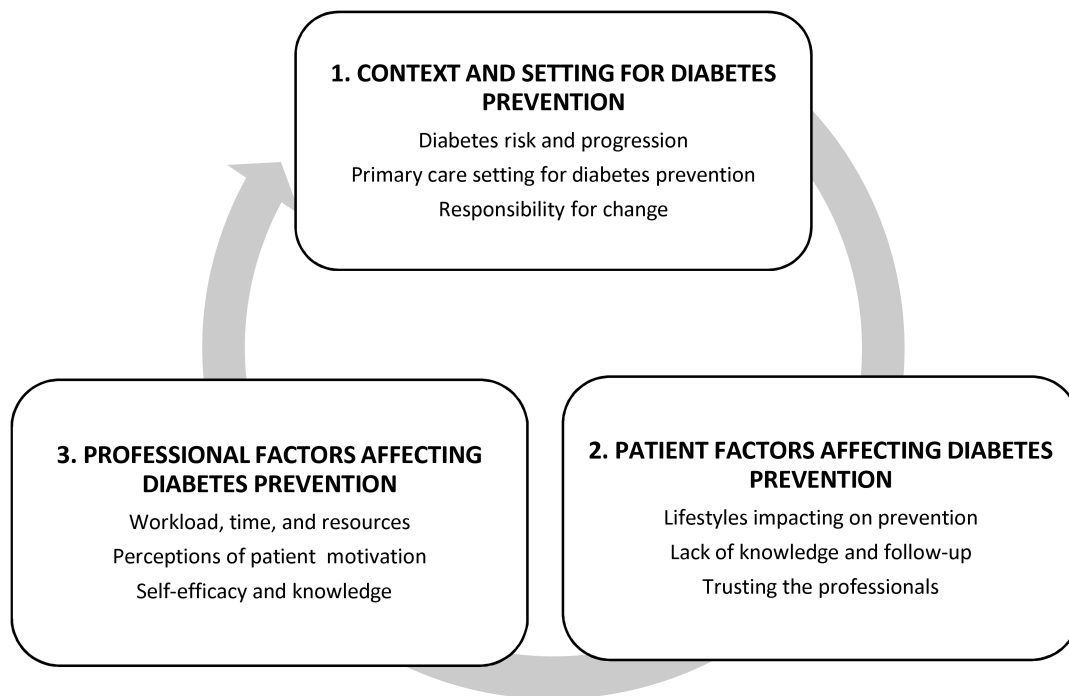 1. CONTEXT AND SETTING FOR DIABETES
PREVENTION
Diabetes risk and progression
Primary care setting for diabetes prevention
Responsibility for change
2. PATIENT FACTORS AFFECTING DIABETES
PREVENTION
Lifestyles impacting on prevention
Lack of knowledge and follow-up
Trusting the professionals
3. PROFESSIONAL FACTORS AFFECTING
DIABETES PREVENTION
Workload, time, and resources
Perceptions of patient motivation
Self-efficacy and knowledge